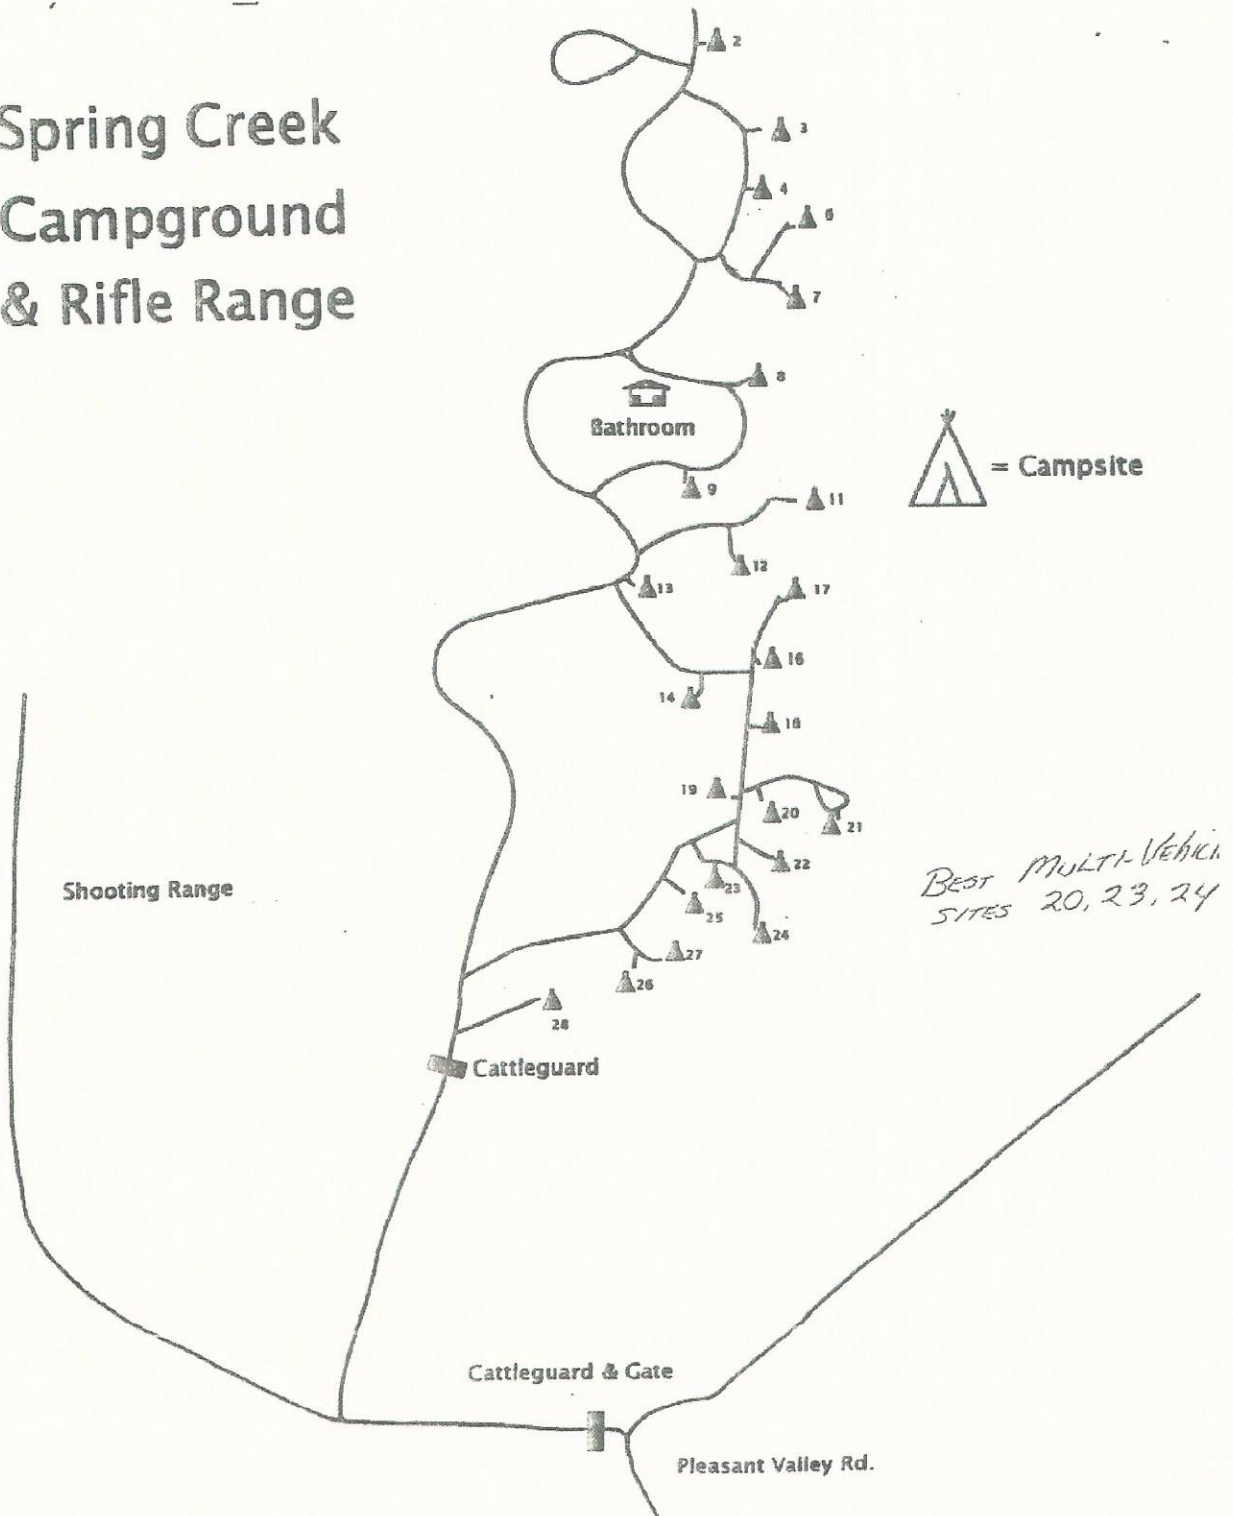 Spring Creek
Campground
& Rifle Range
2
3
4
6
7
8
Bathroom
9
= Campsite
11
12
13
17
16
14
18
19
20
21
22
23
25
24
27
26
28
Shooting Range
BEST MULTI-VEHICL
SITES 20, 23, 24
Cattleguard
Cattleguard & Gate
Pleasant Valley Rd.